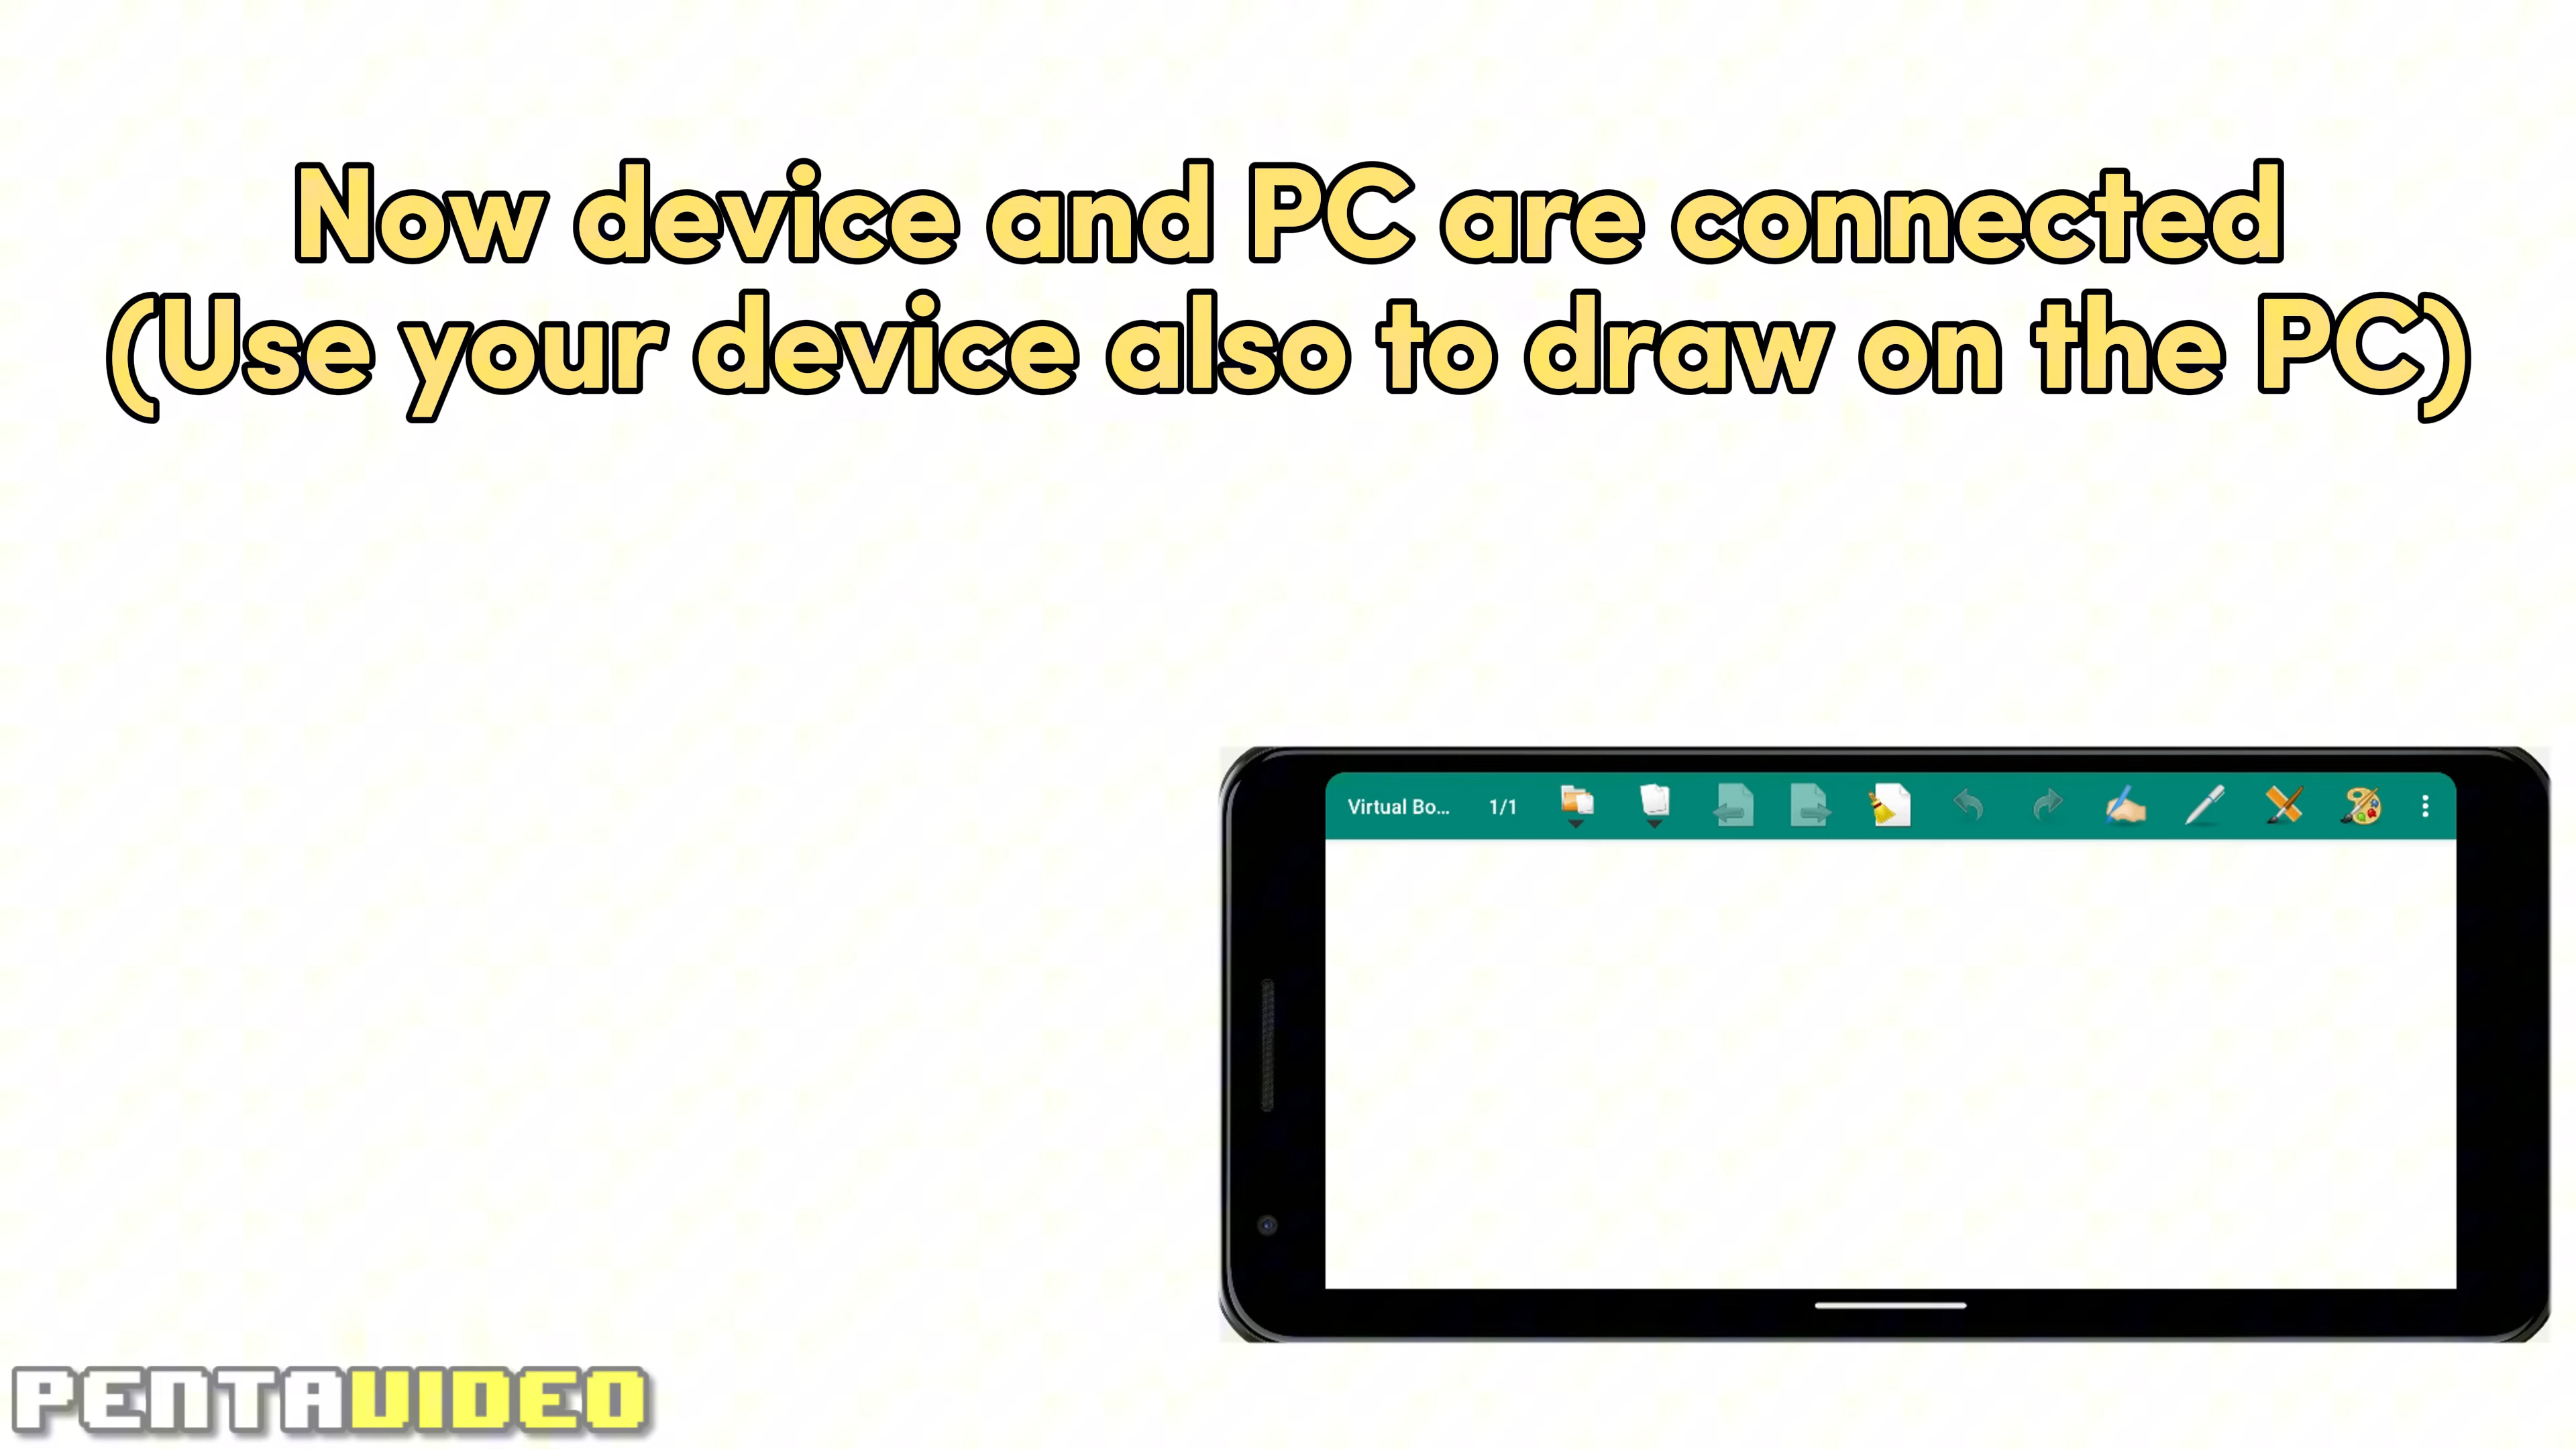 Now device and PC are connected
(Use your device also to draw on the PC)
Virtual Bo... 1/1
PENTAVIDEO